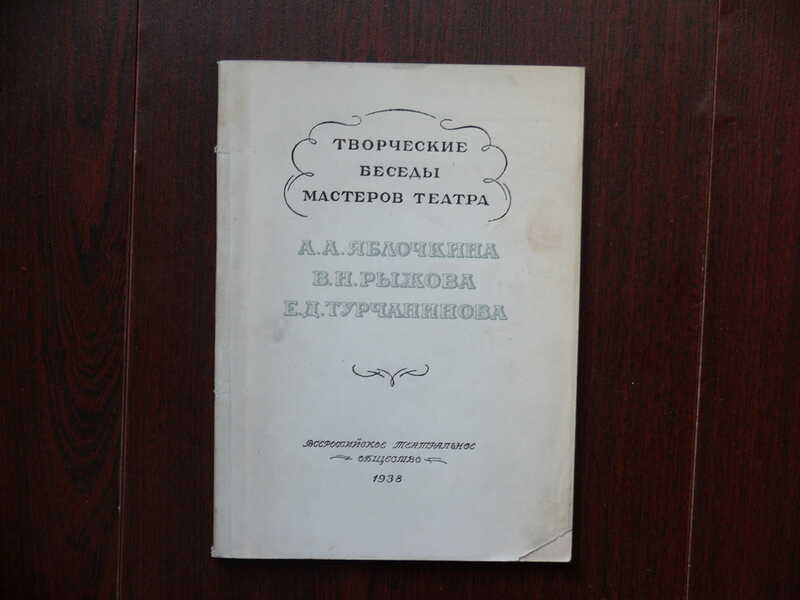 ТВОРЧЕСКИЕ
БЕСЕДЫ
МАСТЕРОВ ТЕАТРА
А.А.ЯБЛОЧКИНА
В.Н.РЫЖОВА
Е.Д.ТУРЧАНИНОВА
ВСЕРОССИЙСКОЕ ТЕАТРАЛЬНОЕ
ОБЩЕСТВО
1938